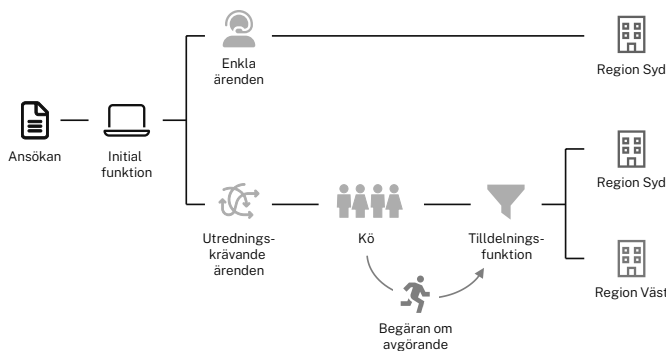 Enkla
ärenden
Region Syd
Ansökan
Initial
funktion
Region Syd
Utrednings-
krävande
ärenden
Kö
Tilldelnings-
funktion
Region Väst
Begäran om
avgörande